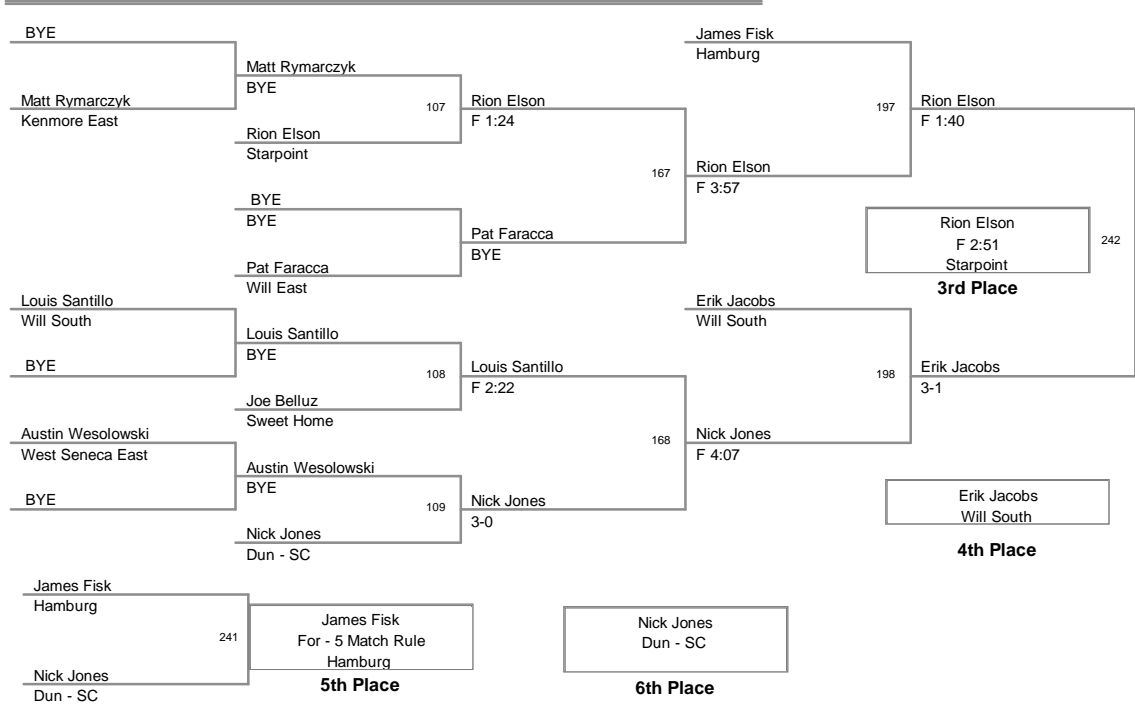 BYE
James Fisk
Hamburg
Matt Rymarczyk
BYE
Matt Rymarczyk
Kenmore East
107
Rion Elson
F 1:24
197
Rion Elson
F 1:40
Rion Elson
Starpoint
167
Rion Elson
F 3:57
BYE
BYE
Pat Faracca
BYE
Rion Elson
F 2:51
Starpoint
242
3rd Place
Pat Faracca
Will East
Louis Santillo
Will South
Erik Jacobs
Will South
Louis Santillo
BYE
BYE
108
Louis Santillo
F 2:22
198
Erik Jacobs
3-1
Joe Belluz
Sweet Home
Austin Wesolowski
West Seneca East
168
Nick Jones
F 4:07
Austin Wesolowski
BYE
BYE
109
Nick Jones
3-0
Erik Jacobs
Will South
4th Place
Nick Jones
Dun - SC
James Fisk
Hamburg
241
James Fisk
For - 5 Match Rule
Hamburg
5th Place
Nick Jones
Dun - SC
6th Place
Nick Jones
Dun - SC